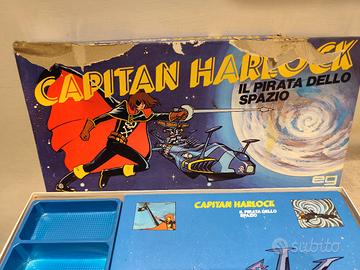 CAPITAN HARLOCK
IL PIRATA DELLO
SPAZIO
eg
CAPITAN HARLOCK
IL PIRATA DELLO
SPAZIO
subito